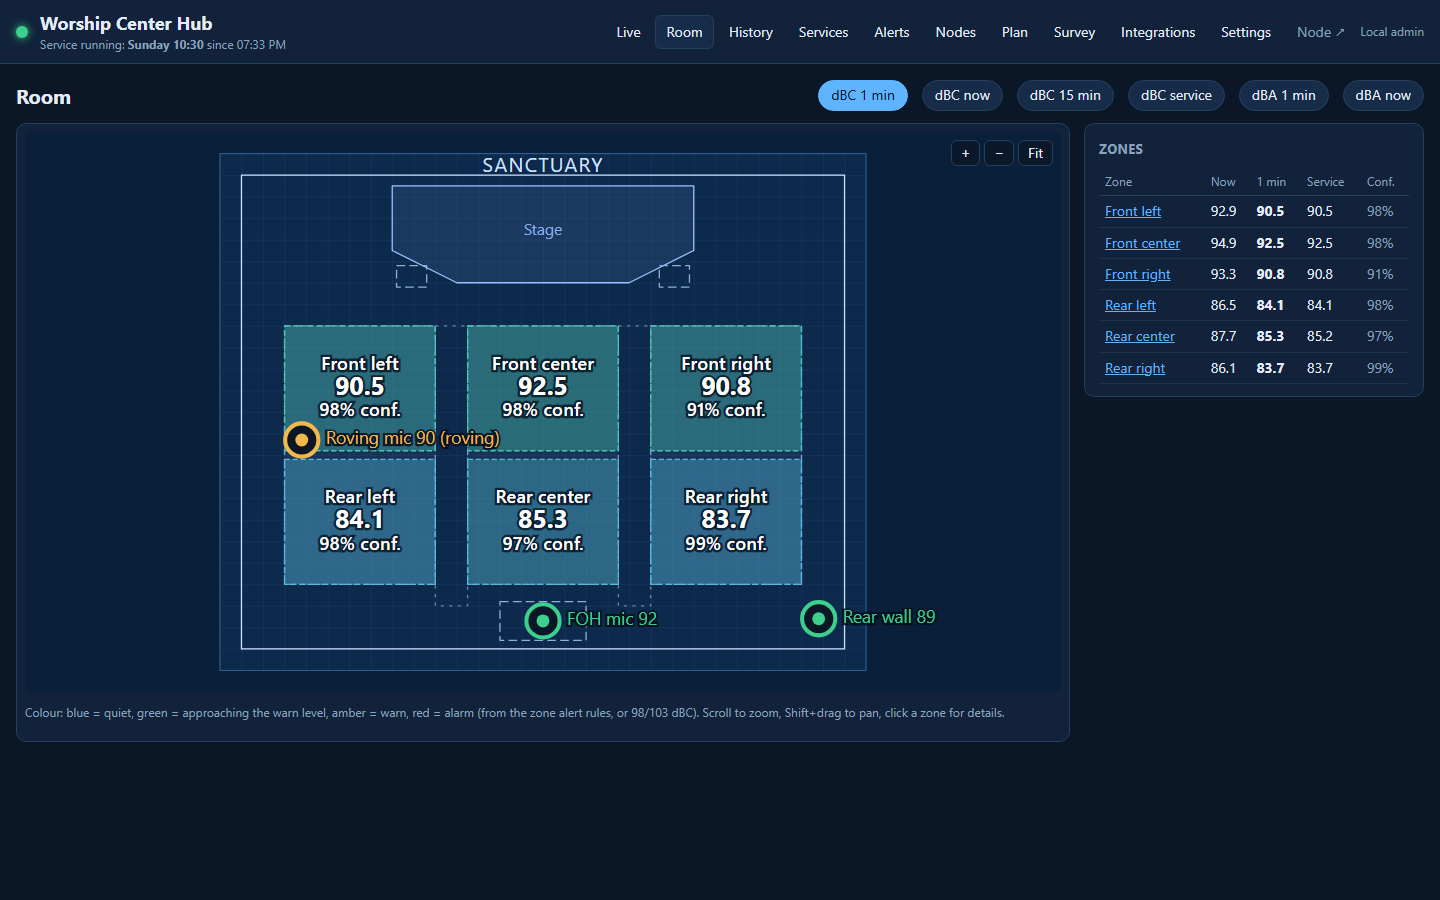 Worship Center Hub
Service running: Sunday 10:30 since 07:33 PM
Live Room History Services Alerts Nodes Plan Survey Integrations Settings Node ↗ Local admin
Room
dBC 1 min dBC now dBC 15 min dBC service dBA 1 min dBA now
+ − Fit
SANCTUARY
Stage
Front left
90.5
98% conf.
Front center
92.5
98% conf.
Front right
90.8
91% conf.
Roving mic 90 (roving)
Rear left
84.1
98% conf.
Rear center
85.3
97% conf.
Rear right
83.7
99% conf.
FOH mic 92
Rear wall 89
Colour: blue = quiet, green = approaching the warn level, amber = warn, red = alarm (from the zone alert rules, or 98/103 dBC). Scroll to zoom, Shift+drag to pan, click a zone for details.
ZONES
Zone Now 1 min Service Conf.
Front left 92.9 90.5 90.5 98%
Front center 94.9 92.5 92.5 98%
Front right 93.3 90.8 90.8 91%
Rear left 86.5 84.1 84.1 98%
Rear center 87.7 85.3 85.2 97%
Rear right 86.1 83.7 83.7 99%